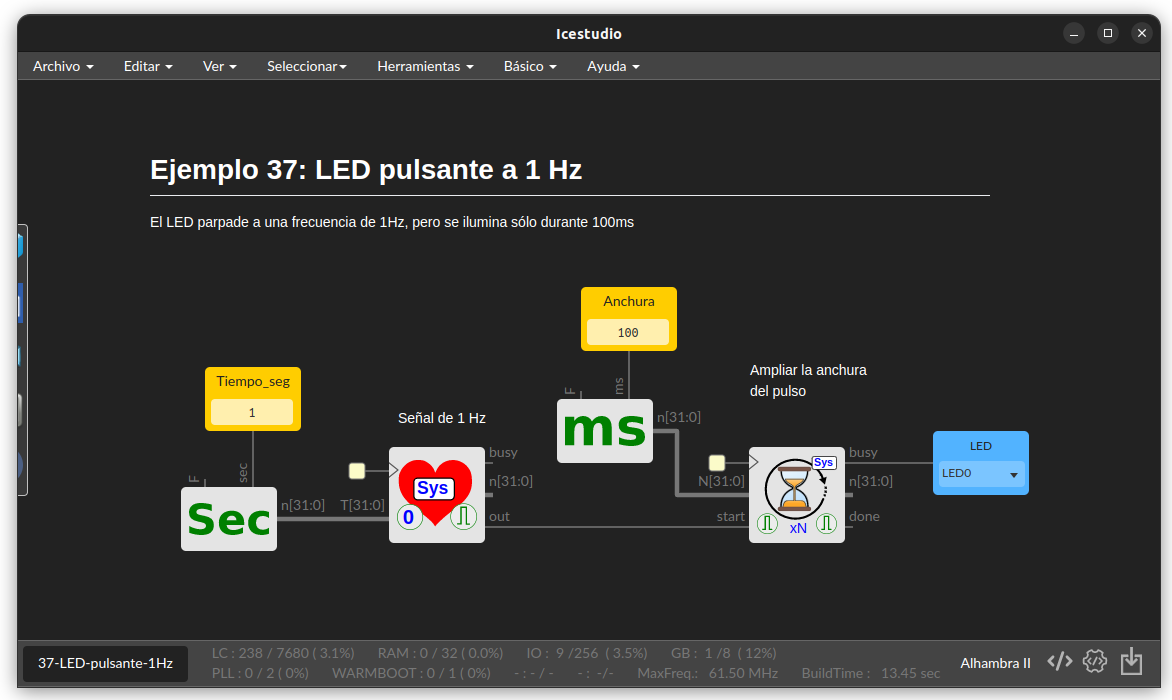 Icestudio
Archivo Editar Ver Seleccionar Herramientas Básico Ayuda
Ejemplo 37: LED pulsante a 1 Hz
El LED parpade a una frecuencia de 1Hz, pero se ilumina sólo durante 100ms
Anchura
100
Tiempo_seg
1
F
ms
Ampliar la anchura
del pulso
Señal de 1 Hz
ms
n[31:0]
LED
LED0
F
sec
busy
n[31:0]
Sys
0
T[31:0]
n[31:0]
Sec
out
N[31:0]
start
Sys
xN
busy
n[31:0]
done
37-LED-pulsante-1Hz
LC : 238 / 7680 ( 3.1%) RAM : 0 / 32 ( 0.0%) IO : 9 /256 ( 3.5%) GB : 1 /8 ( 12%)
PLL : 0 / 2 ( 0%) WARMBOOT : 0 / 1 ( 0%) - : - / - - : -/- MaxFreq.: 61.50 MHz BuildTime : 13.45 sec
Alhambra II